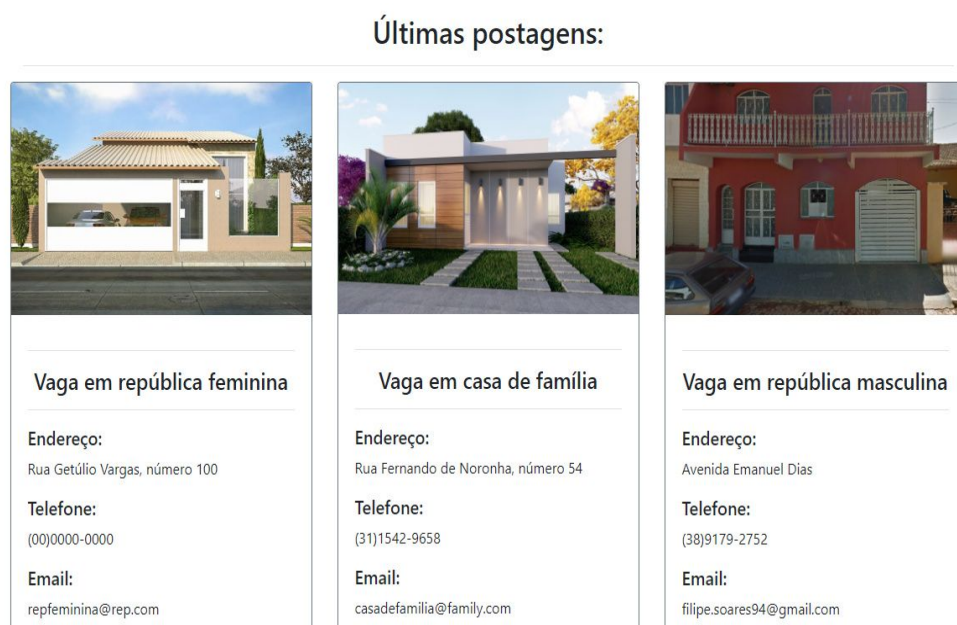 Últimas postagens:
Vaga em república feminina
Endereço:
Rua Getúlio Vargas, número 100
Telefone:
(00)0000-0000
Email:
repfeminina@rep.com
Vaga em casa de família
Endereço:
Rua Fernando de Noronha, número 54
Telefone:
(31)1542-9658
Email:
casadefamilia@family.com
Vaga em república masculina
Endereço:
Avenida Emanuel Dias
Telefone:
(38)9179-2752
Email:
filipe.soares94@gmail.com